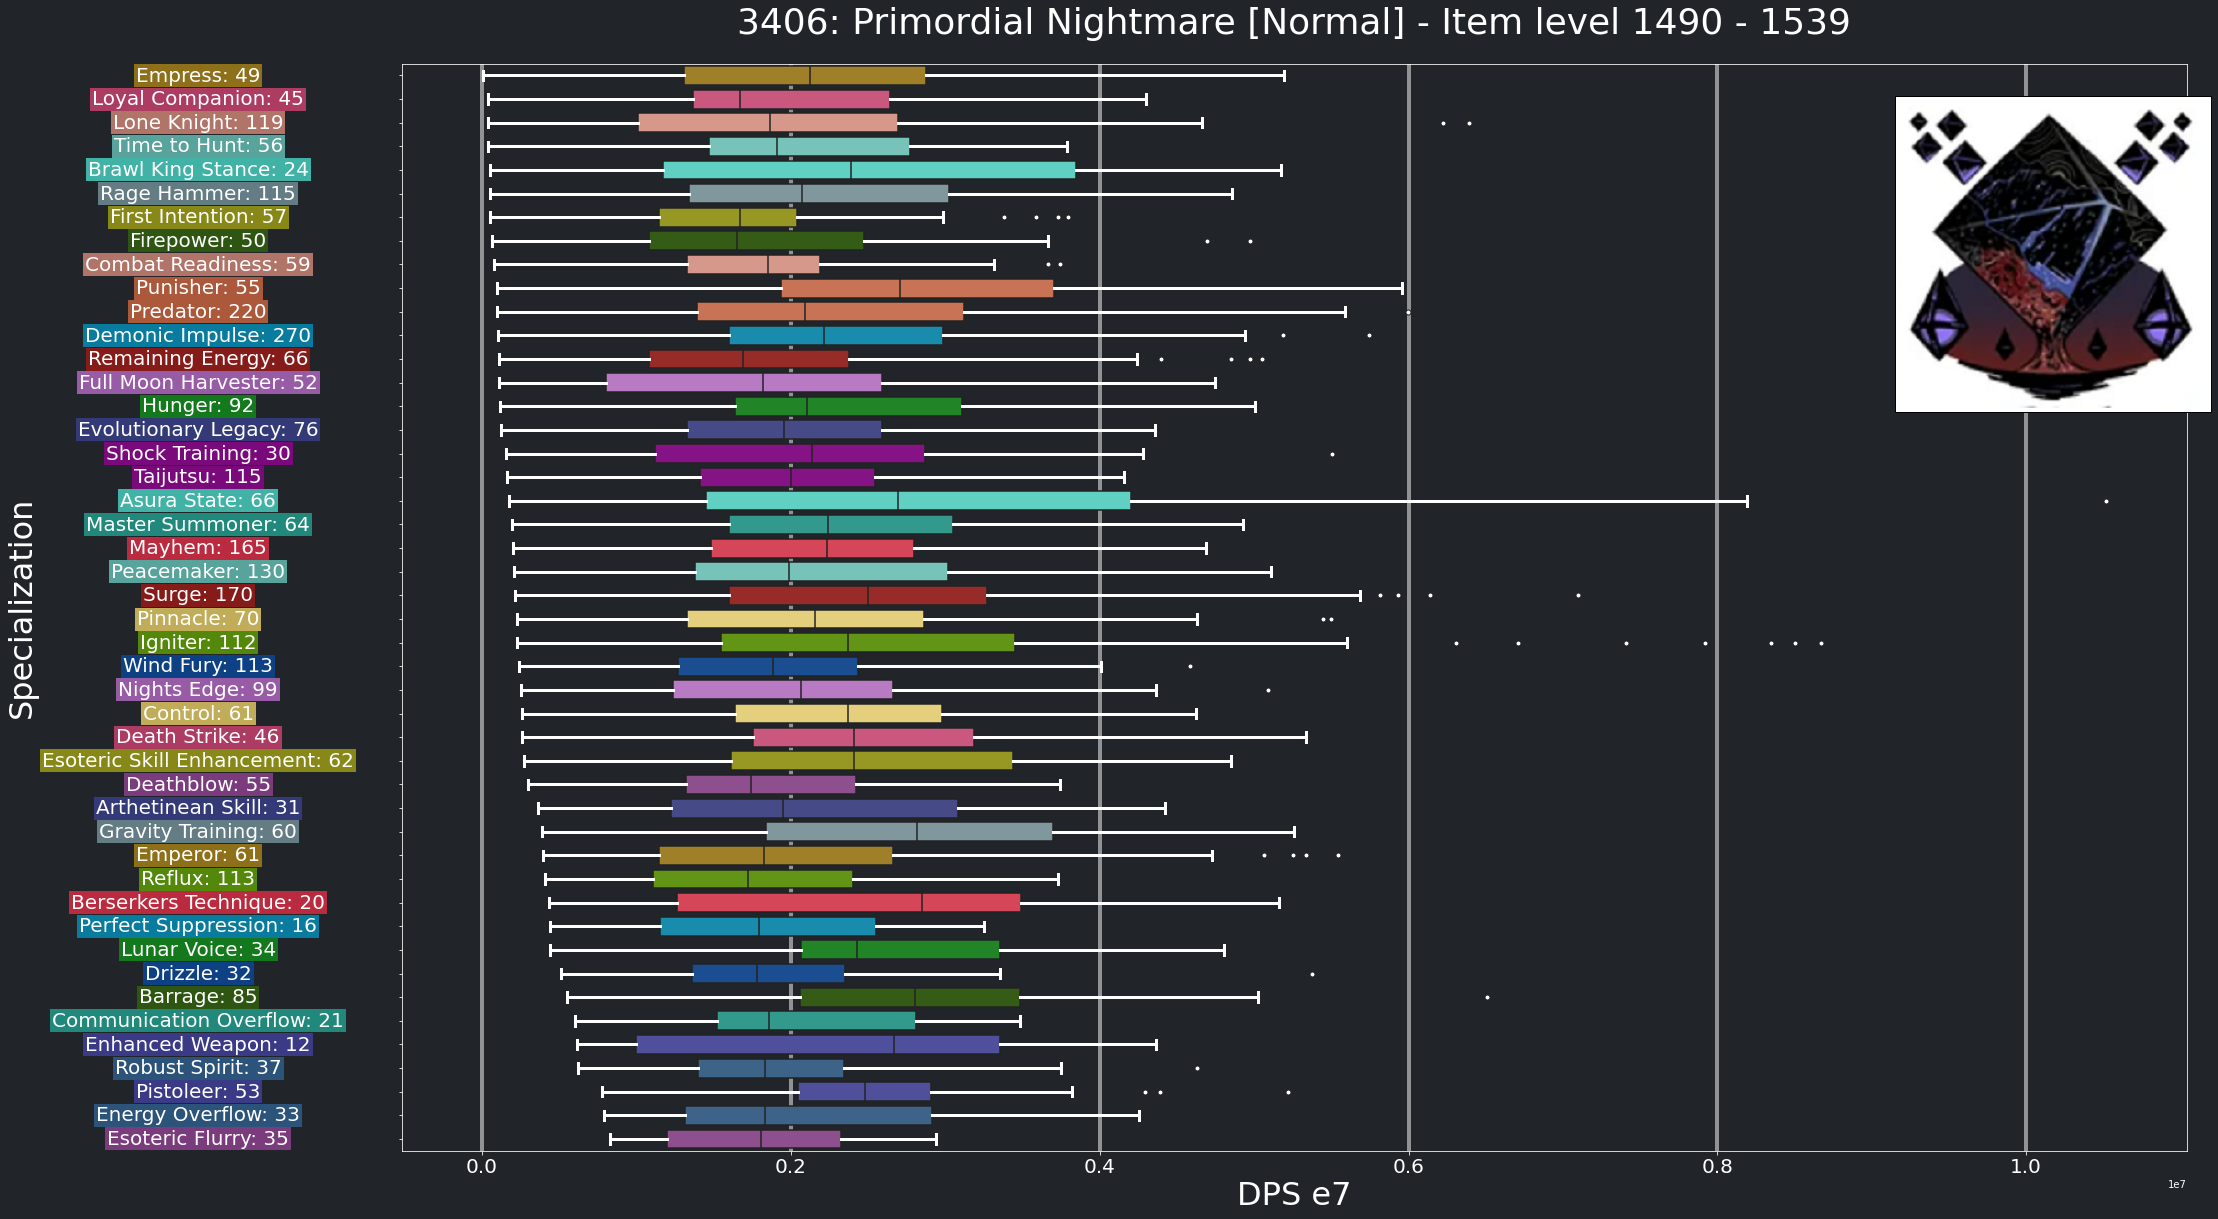 3406: Primordial Nightmare [Normal] - Item level 1490 - 1539
Specialization
Empress: 49
Loyal Companion: 45
Lone Knight: 119
Time to Hunt: 56
Brawl King Stance: 24
Rage Hammer: 115
First Intention: 57
Firepower: 50
Combat Readiness: 59
Punisher: 55
Predator: 220
Demonic Impulse: 270
Remaining Energy: 66
Full Moon Harvester: 52
Hunger: 92
Evolutionary Legacy: 76
Shock Training: 30
Taijutsu: 115
Asura State: 66
Master Summoner: 64
Mayhem: 165
Peacemaker: 130
Surge: 170
Pinnacle: 70
Igniter: 112
Wind Fury: 113
Nights Edge: 99
Control: 61
Death Strike: 46
Esoteric Skill Enhancement: 62
Deathblow: 55
Arthetinean Skill: 31
Gravity Training: 60
Emperor: 61
Reflux: 113
Berserkers Technique: 20
Perfect Suppression: 16
Lunar Voice: 34
Drizzle: 32
Barrage: 85
Communication Overflow: 21
Enhanced Weapon: 12
Robust Spirit: 37
Pistoleer: 53
Energy Overflow: 33
Esoteric Flurry: 35
0.0 0.2 0.4 0.6 0.8 1.0
DPS e7
1e7